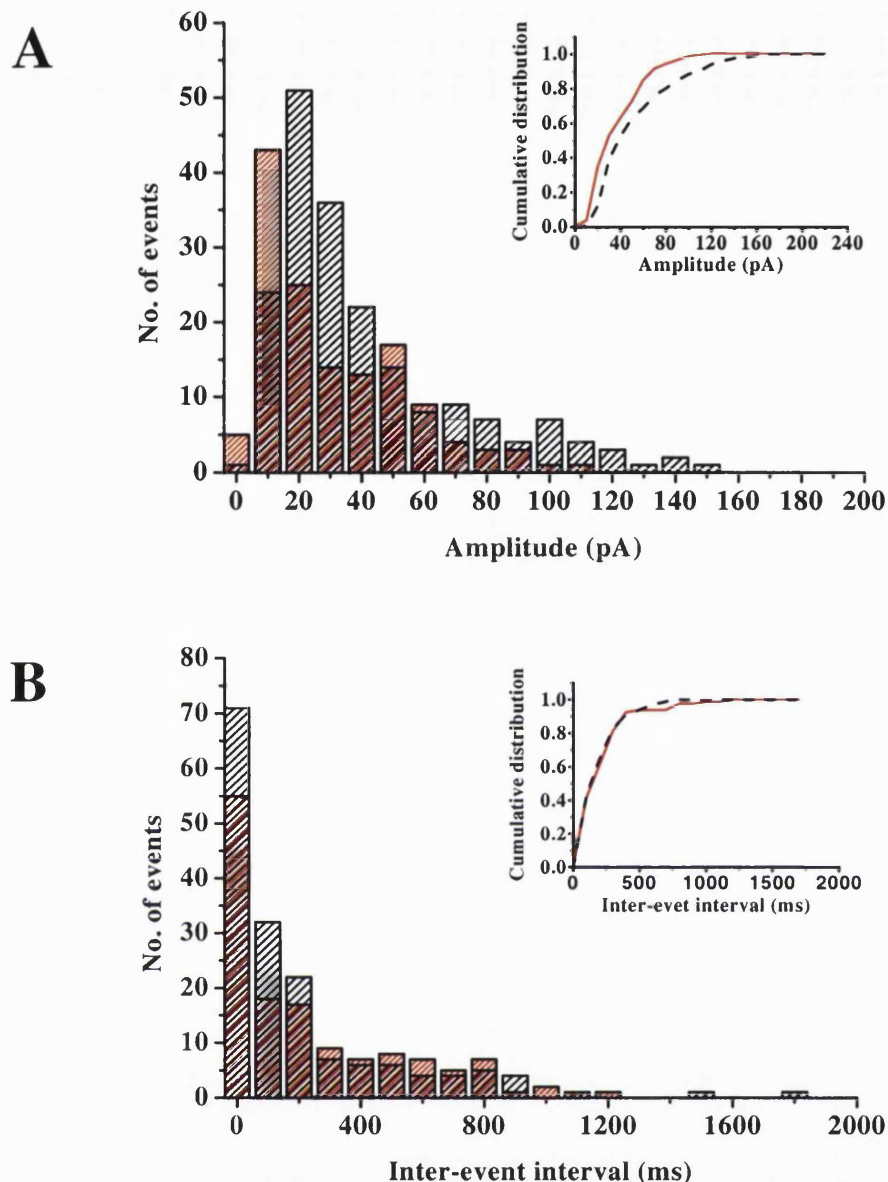 A
60
50
40
30
20
10
0
No. of events
0 20 40 60 80 100 120 140 160 180 200
Amplitude (pA)
1.0
0.8
0.6
0.4
0.2
0.0
Cumulative distribution
0 40 80 120 160 200 240
Amplitude (pA)
B
80
70
60
50
40
30
20
10
0
No. of events
0 400 800 1200 1600 2000
Inter-event interval (ms)
1.0
0.8
0.6
0.4
0.2
0.0
Cumulative distribution
0 500 1000 1500 2000
Inter-evet interval (ms)